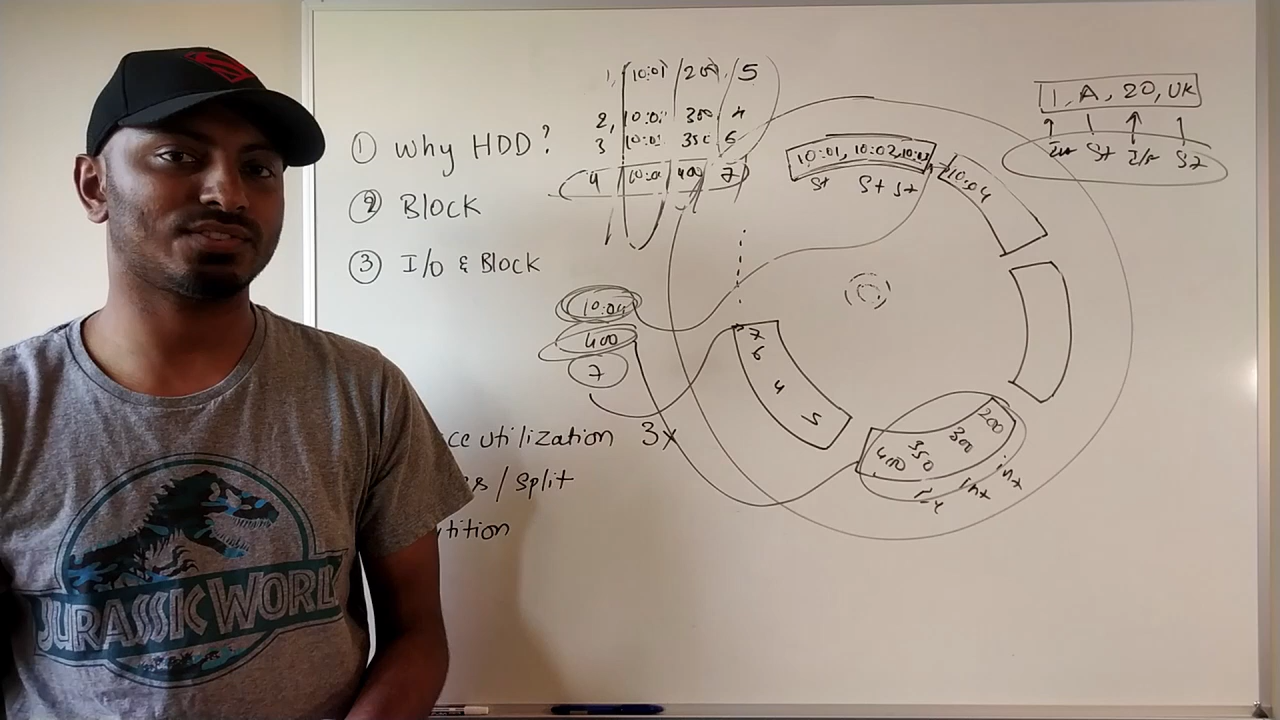 ① Why HDD?
② Block
③ I/O & Block
1, 10:01 200 5
2, 10:0 300 4
3 10:0 350 6
4 10:0 400 7
10:04
400
7
ce utilization 3x
/ Split
tition
10:01, 10:02, 10:03
St St St
10:04
200
300
350
400
int int int
7
6
4
5
1, A, 20, UK
Int St Int St
JURASSIC WORL
S